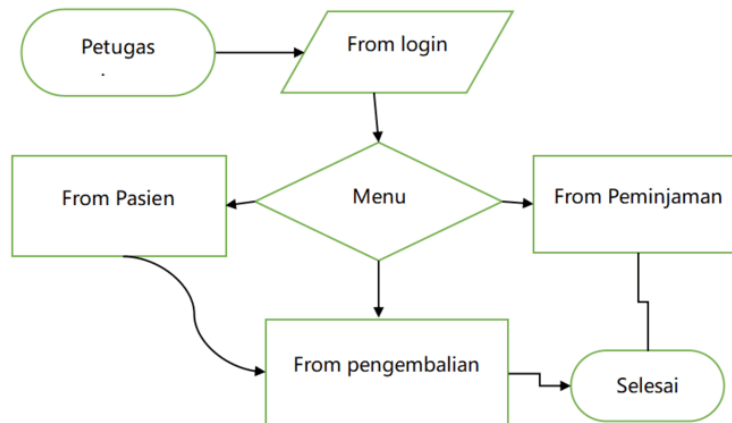 Petugas
.
From login
From Pasien
Menu
From Peminjaman
From pengembalian
Selesai